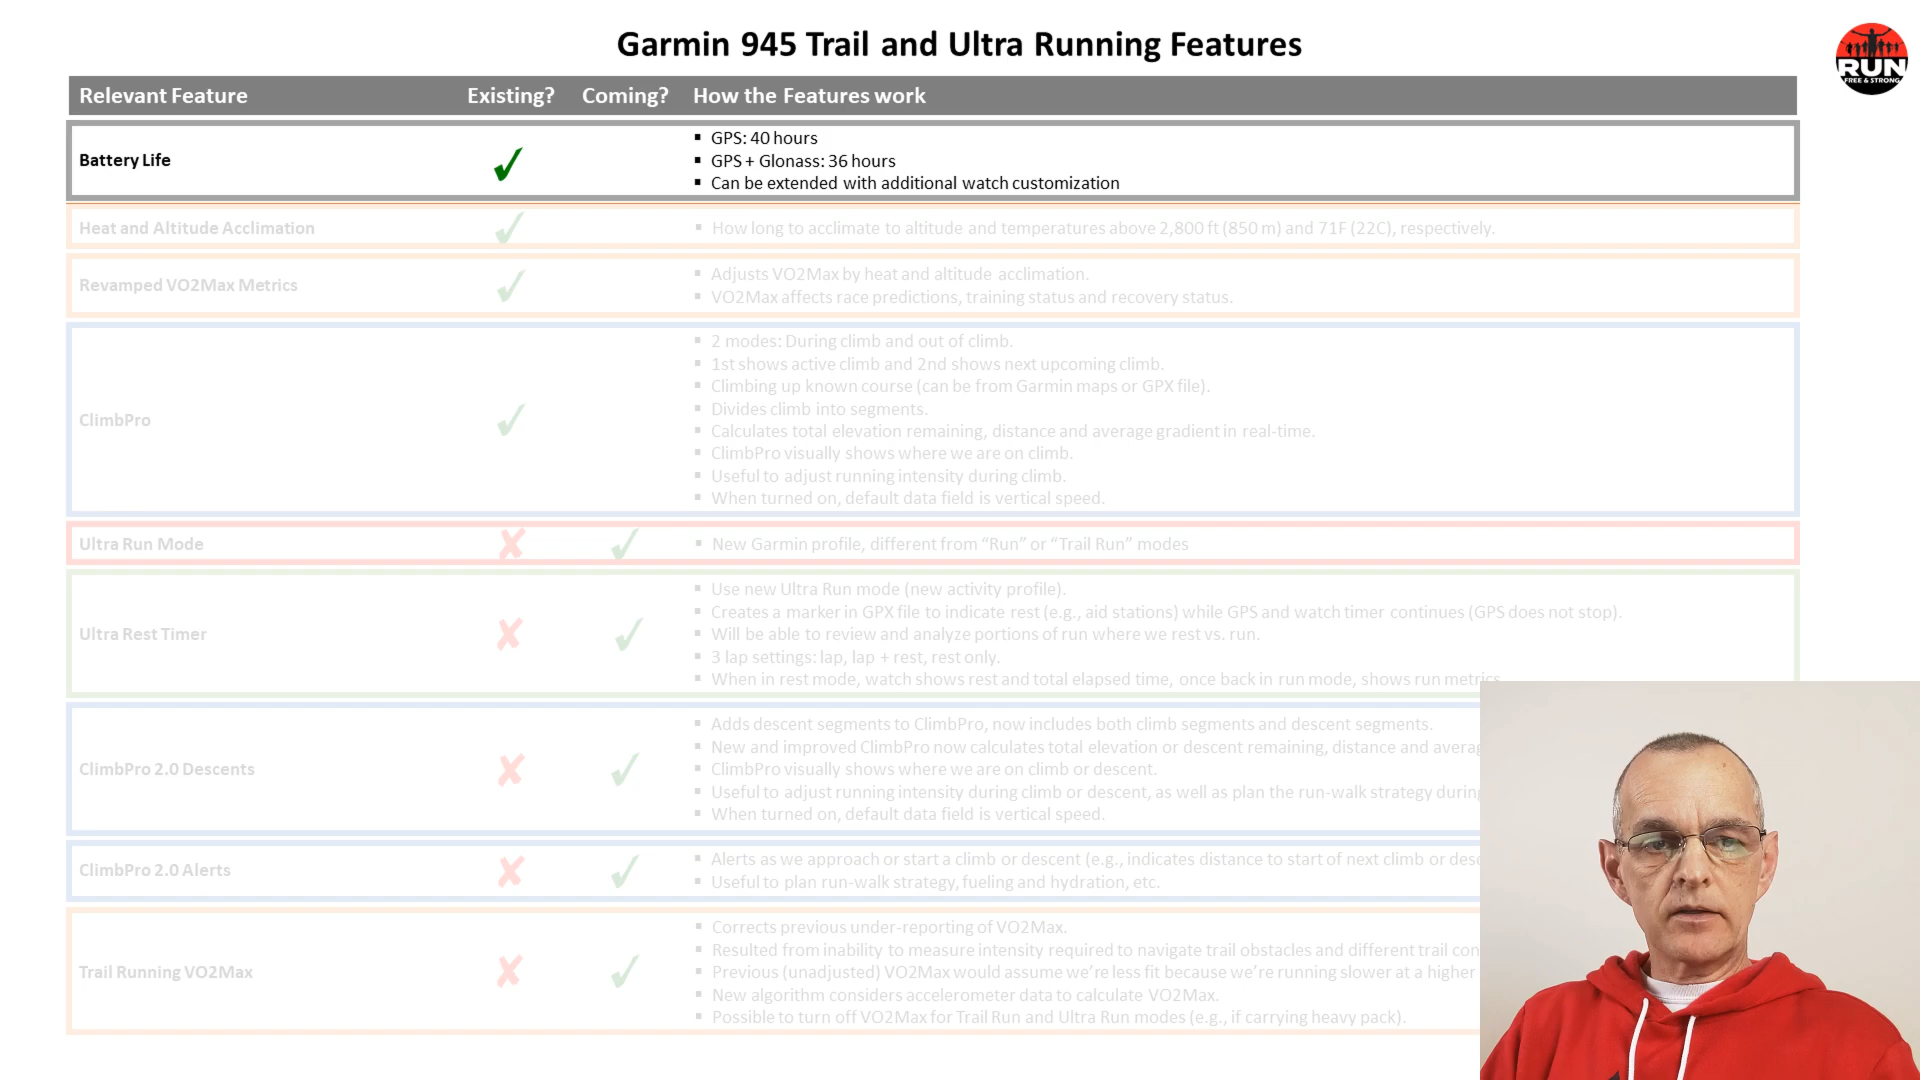 Garmin 945 Trail and Ultra Running Features
RUN
FREE & STRONG
Relevant Feature Existing? Coming? How the Features work
Battery Life
GPS: 40 hours
GPS + Glonass: 36 hours
Can be extended with additional watch customization
Heat and Altitude Acclimation
How long to acclimate to altitude and temperatures above 2,800 ft (850 m) and 71F (22C), respectively.
Revamped VO2Max Metrics
Adjusts VO2Max by heat and altitude acclimation.
VO2Max affects race predictions, training status and recovery status.
ClimbPro
2 modes: During climb and out of climb.
1st shows active climb and 2nd shows next upcoming climb.
Climbing up known course (can be from Garmin maps or GPX file).
Divides climb into segments.
Calculates total elevation remaining, distance and average gradient in real-time.
ClimbPro visually shows where we are on climb.
Useful to adjust running intensity during climb.
When turned on, default data field is vertical speed.
Ultra Run Mode
New Garmin profile, different from “Run” or “Trail Run” modes
Ultra Rest Timer
Use new Ultra Run mode (new activity profile).
Creates a marker in GPX file to indicate rest (e.g., aid stations) while GPS and watch timer continues (GPS does not stop).
Will be able to review and analyze portions of run where we rest vs. run.
3 lap settings: lap, lap + rest, rest only.
When in rest mode, watch shows rest and total elapsed time, once back in run mode, shows run metrics
ClimbPro 2.0 Descents
Adds descent segments to ClimbPro, now includes both climb segments and descent segments.
New and improved ClimbPro now calculates total elevation or descent remaining, distance and
ClimbPro visually shows where we are on climb or descent.
Useful to adjust running intensity during climb or descent, as well as plan the run-walk strategy during
When turned on, default data field is vertical speed.
ClimbPro 2.0 Alerts
Alerts as we approach or start a climb or descent (e.g., indicates distance to start of next climb or
Useful to plan run-walk strategy, fueling and hydration, etc.
Trail Running VO2Max
Corrects previous under-reporting of VO2Max.
Resulted from inability to measure intensity required to navigate trail obstacles and different trail
Previous (unadjusted) VO2Max would assume we’re less fit because we’re running slower at a higher
New algorithm considers accelerometer data to calculate VO2Max.
Possible to turn off VO2Max for Trail Run and Ultra Run modes (e.g., if carrying heavy pack).